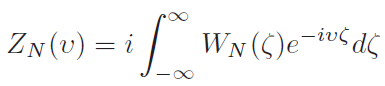 Z_N(υ) = i ∫_{-∞}^{∞} W_N(ζ)e^{-iυζ}dζ